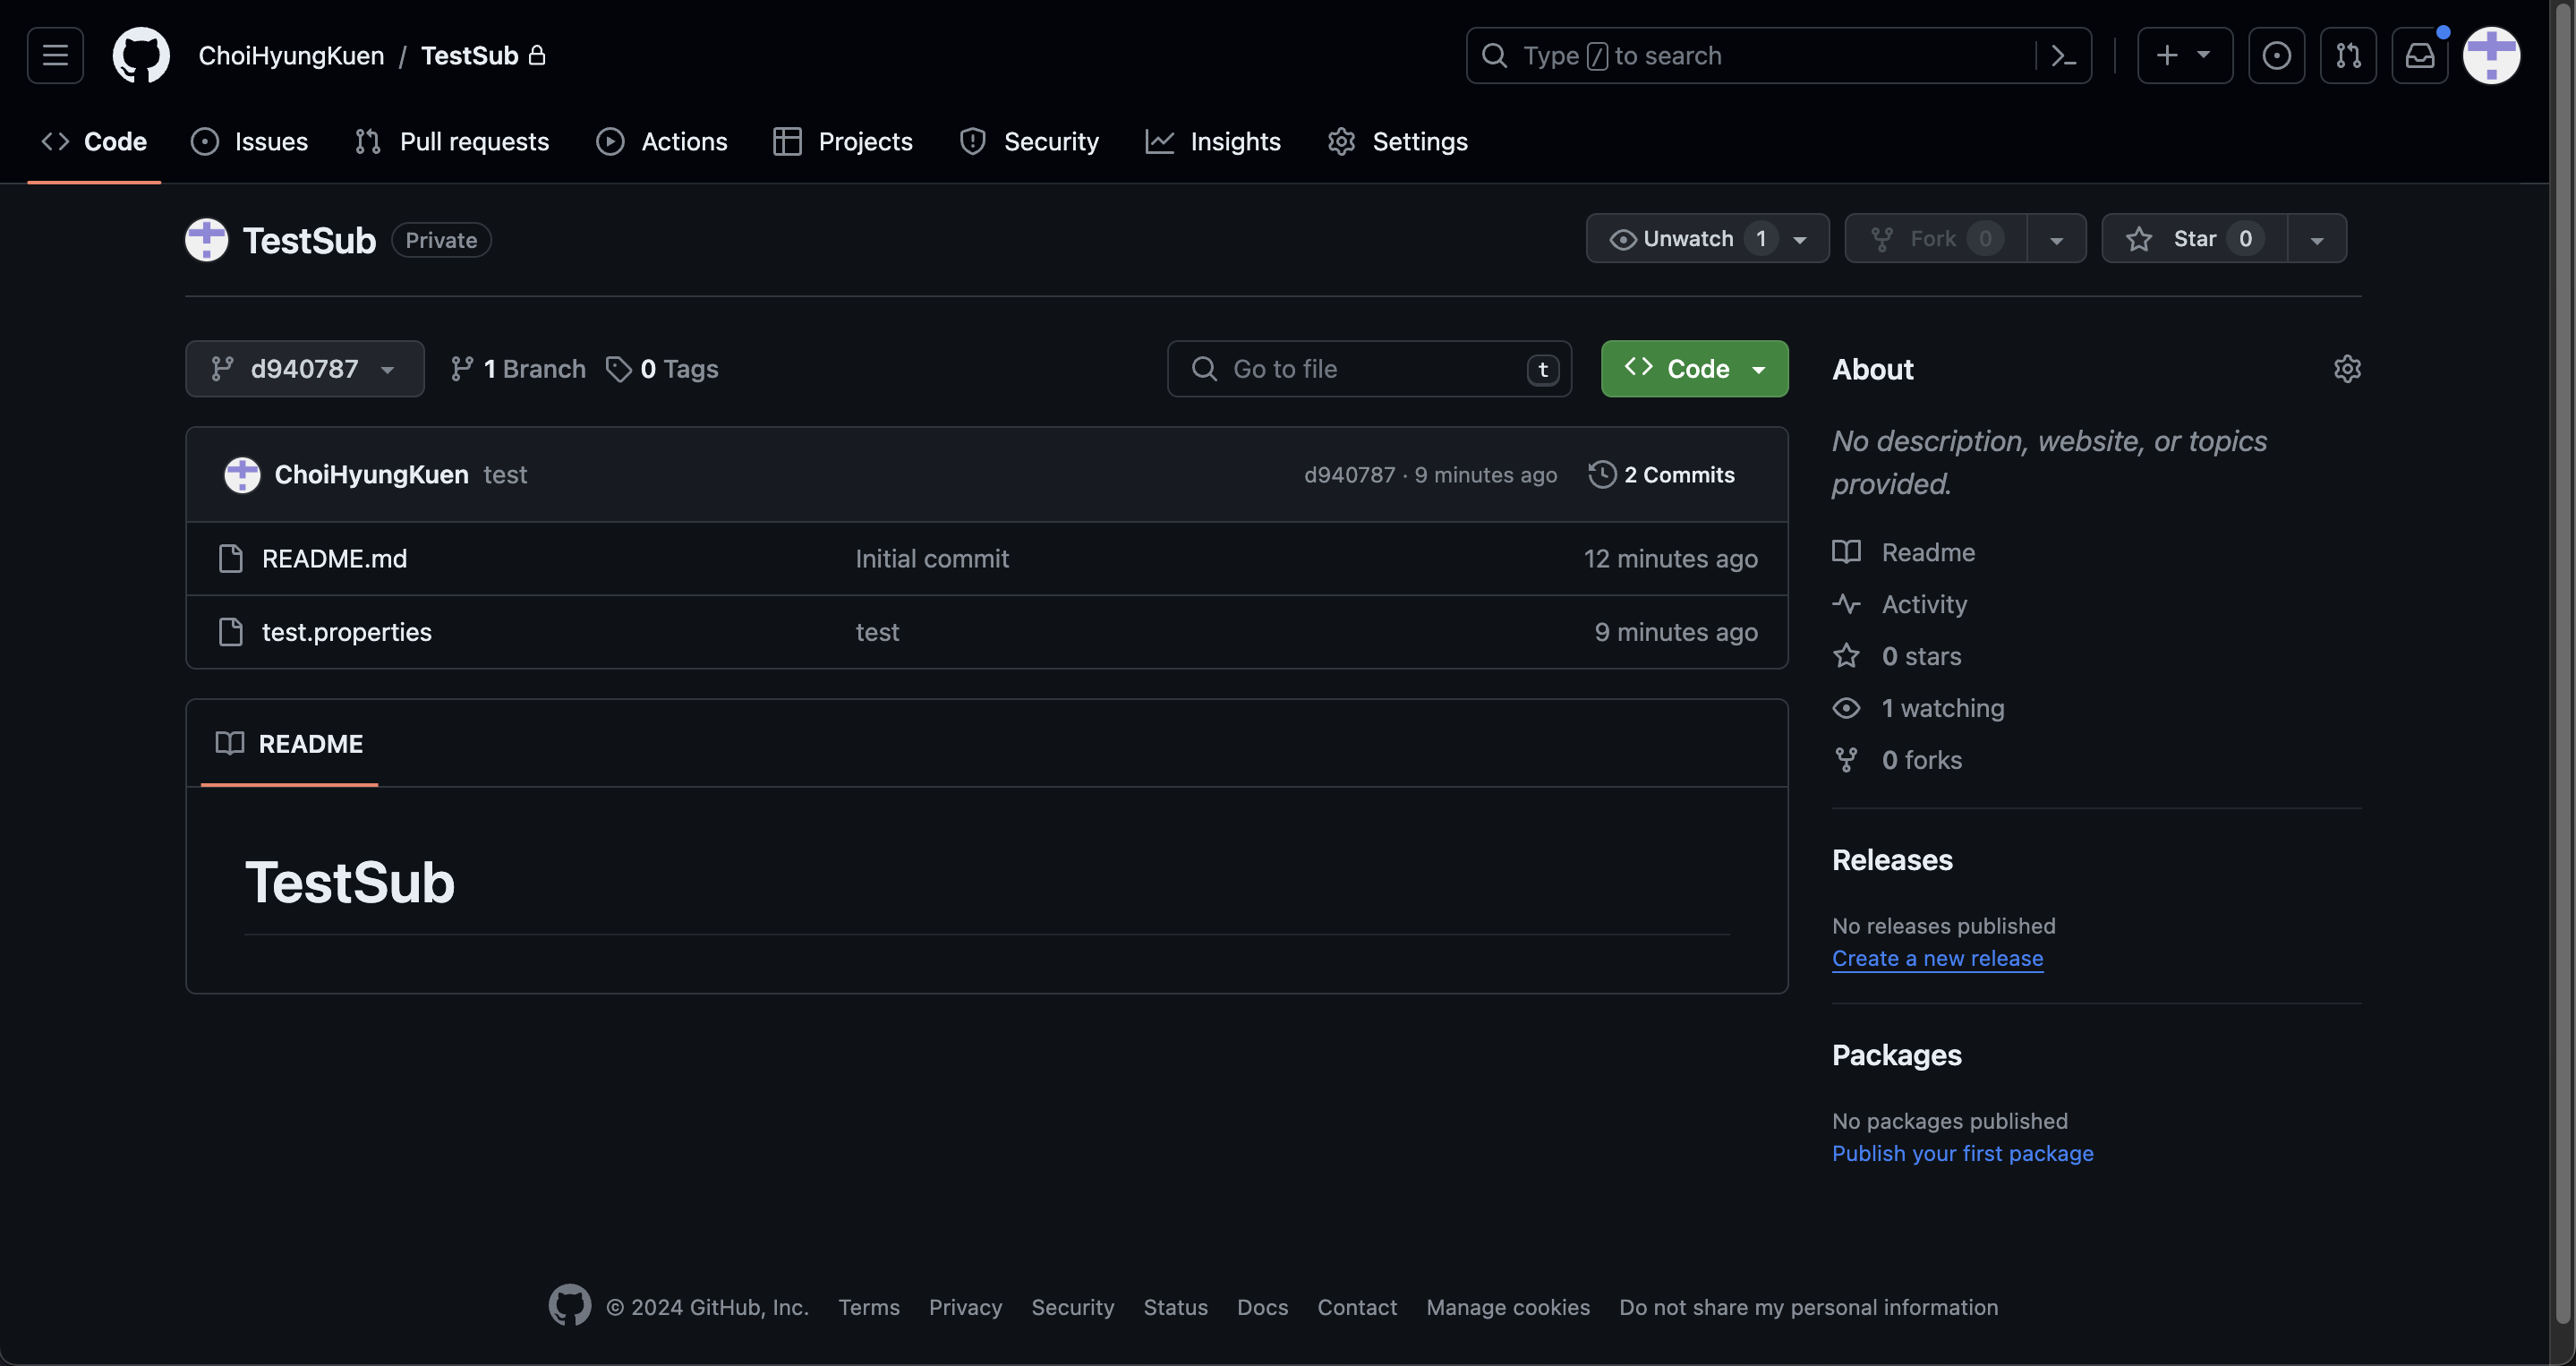 ChoiHyungKuen / TestSub
Type / to search
Code Issues Pull requests Actions Projects Security Insights Settings
TestSub Private
Unwatch 1 Fork 0 Star 0
d940787 1 Branch 0 Tags
Go to file t
Code
ChoiHyungKuen test d940787 · 9 minutes ago 2 Commits
README.md Initial commit 12 minutes ago
test.properties test 9 minutes ago
README
TestSub
About
No description, website, or topics
provided.
Readme
Activity
0 stars
1 watching
0 forks
Releases
No releases published
Create a new release
Packages
No packages published
Publish your first package
© 2024 GitHub, Inc. Terms Privacy Security Status Docs Contact Manage cookies Do not share my personal information